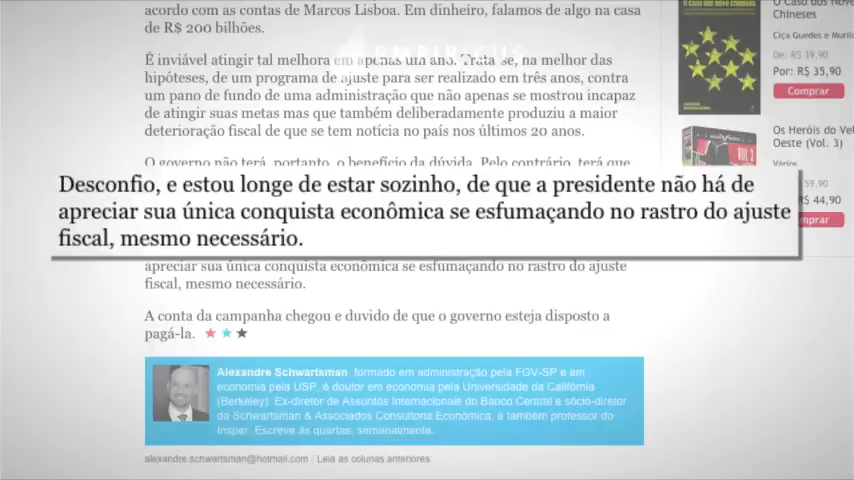 acordo com as contas de Marcos Lisboa. Em dinheiro, falamos de algo na casa
de R$ 200 bilhões.
EMPIRICUS
É inviável atingir tal melhora em apenas um ano. Trata-se, na melhor das
hipóteses, de um programa de ajuste para ser realizado em três anos, contra
um pano de fundo de uma administração que não apenas se mostrou incapaz
de atingir suas metas mas que também deliberadamente produziu a maior
deterioração fiscal de que se tem notícia no país nos últimos 20 anos.
O governo não terá, portanto, o benefício da dúvida. Pelo contrário, terá que
Desconfio, e estou longe de estar sozinho, de que a presidente não há de
apreciar sua única conquista econômica se esfumaçando no rastro do ajuste
fiscal, mesmo necessário.
apreciar sua única conquista econômica se esfumaçando no rastro do ajuste
fiscal, mesmo necessário.
A conta da campanha chegou e duvido de que o governo esteja disposto a
pagá-la.
Alexandre Schwartsman formado em administração pela FGV-SP e em
economia pela USP, é doutor em economia pela Universidade da Califórnia
(Berkeley). Ex-diretor de Assuntos Internacionais do Banco Central e sócio-diretor
da Schwartsman & Associados Consultoria Econômica, é também professor do
Insper. Escreve às quartas, semanalmente.
alexandre.schwartsman@hotmail.com | Leia as colunas anteriores
O Caso dos Nove
Chineses
Ciça Guedes e Murilo
De: R$ 39,90
Por: R$ 35,90
Comprar
VOL. 2
Os Heróis do Vel
Oeste (Vol. 3)
Vários
59,90
R$ 44,90
mprar